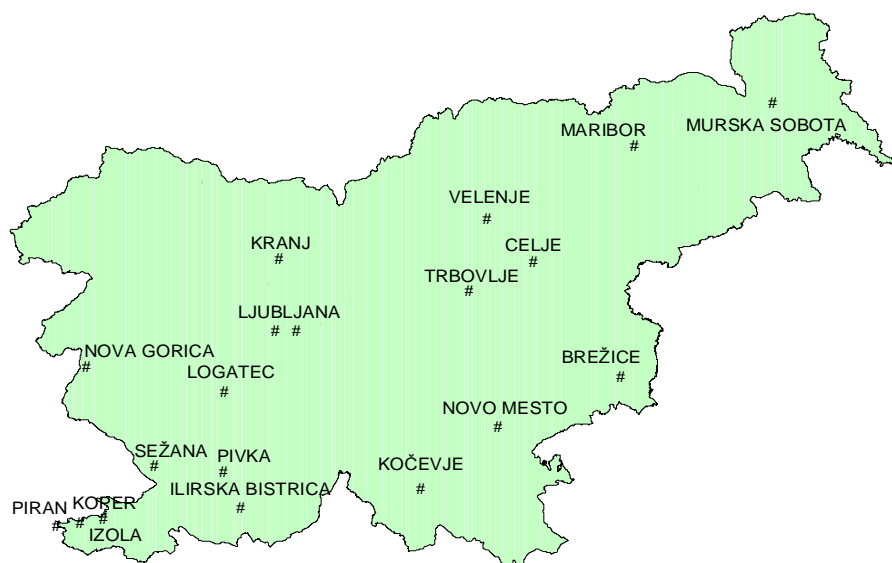 MARIBOR
MURSKA SOBOTA
VELENJE
KRANJ
CELJE
TRBOVLJE
LJUBLJANA
NOVA GORICA
LOGATEC
BREŽICE
NOVO MESTO
SEŽANA
PIVKA
KOČEVJE
ILIRSKA BISTRICA
PIRAN
KOPER
IZOLA